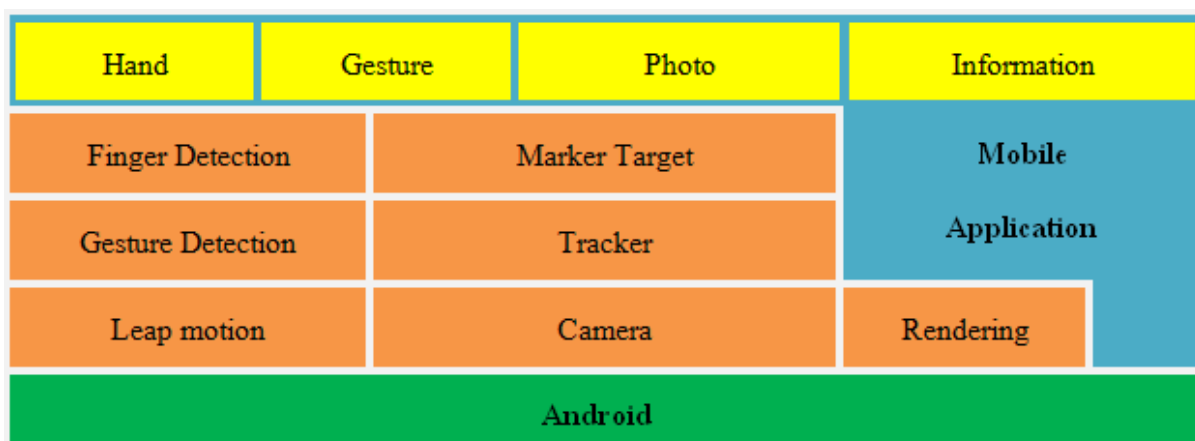 Hand
Gesture
Photo
Information
Finger Detection
Marker Target
Mobile
Application
Gesture Detection
Tracker
Leap motion
Camera
Rendering
Android